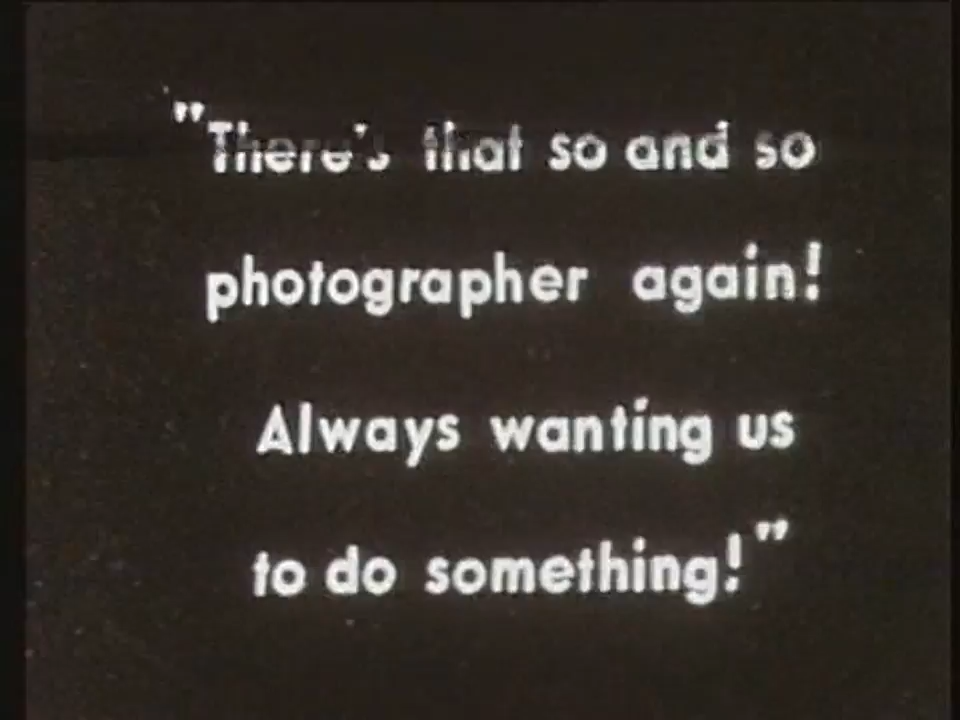 "There's that so and so
photographer again!
Always wanting us
to do something!"